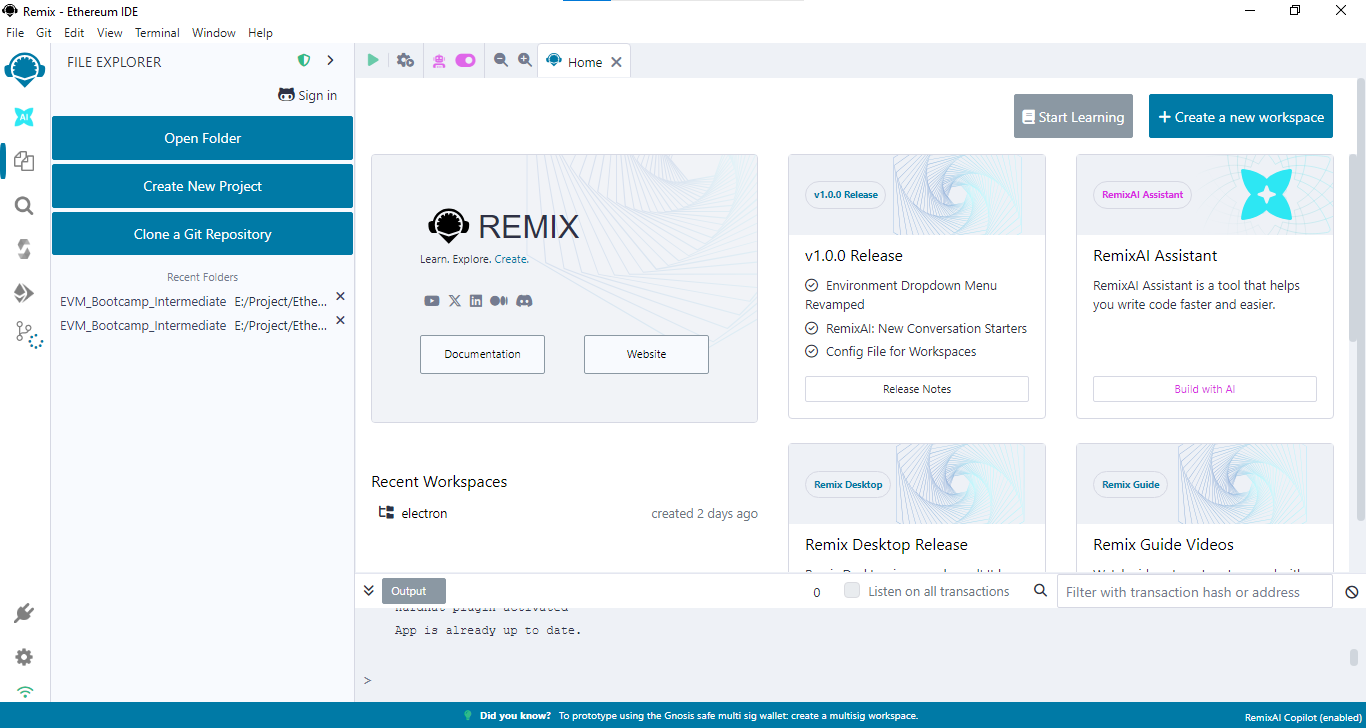 Remix - Ethereum IDE
File Git Edit View Terminal Window Help
FILE EXPLORER
Sign in
Open Folder
Create New Project
Clone a Git Repository
Recent Folders
EVM_Bootcamp_Intermediate E:/Project/Ethe...
EVM_Bootcamp_Intermediate E:/Project/Ethe...
Home
Start Learning
+ Create a new workspace
REMIX
Learn. Explore. Create.
Documentation
Website
Recent Workspaces
electron
created 2 days ago
v1.0.0 Release
v1.0.0 Release
Environment Dropdown Menu
Revamped
RemixAI: New Conversation Starters
Config File for Workspaces
Release Notes
RemixAI Assistant
AI
RemixAI Assistant
RemixAI Assistant is a tool that helps
you write code faster and easier.
Build with AI
Remix Desktop
Remix Desktop Release
Remix Guide
Remix Guide Videos
Output
0
Listen on all transactions
Filter with transaction hash or address
hardhat plugin activated
App is already up to date.
>
Did you know? To prototype using the Gnosis safe multi sig wallet: create a multisig workspace.
RemixAI Copilot (enabled)